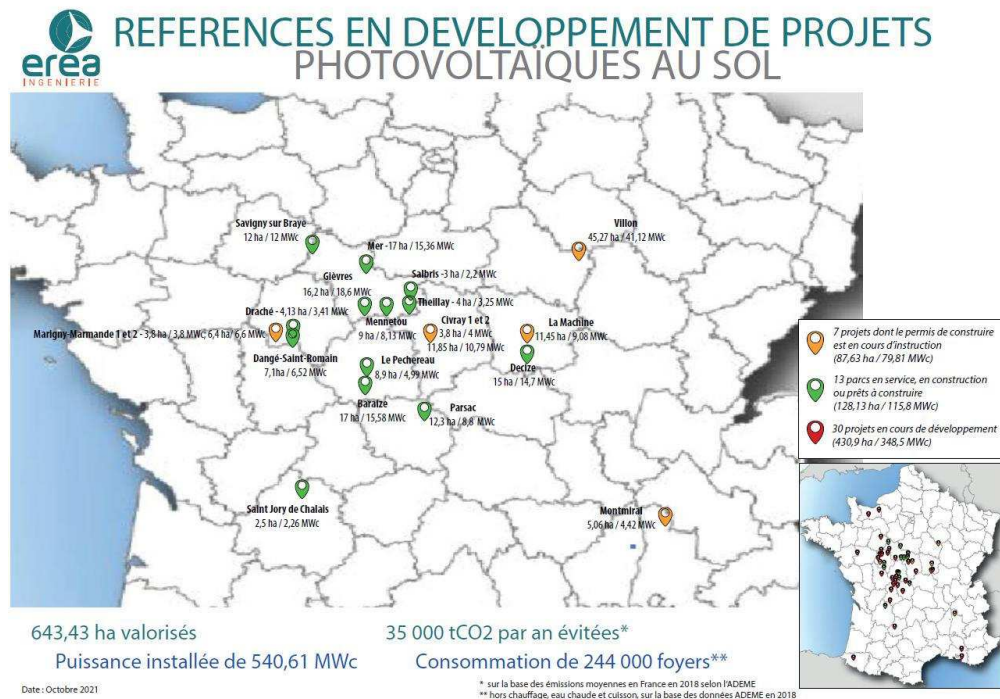 erea
INGENIERIE
REFERENCES EN DEVELOPPEMENT DE PROJETS
PHOTOVOLTAÏQUES AU SOL
Savigny sur Braye
12 ha / 12 MWc
Mer -17 ha / 15,36 MWc
Villon
45,27 ha / 41,12 MWc
Gièvres
16,2 ha / 18,6 MWc
Salbris -3 ha / 2,2 MWc
Theillay - 4 ha / 3,25 MWc
Draché - 4,13 ha / 3,41 MWc
Marigny-Marmande 1 et 2 - 3,8 ha / 3,8 MWc; 6,4 ha / 6,6 MWc
Mennetou
9 ha / 8,13 MWc
Civray 1 et 2
3,8 ha / 4 MWc
11,85 ha / 10,79 MWc
La Machine
11,45 ha / 9,08 MWc
Dangé-Saint-Romain
7,1ha / 6,52 MWc
Le Pechereau
8,9 ha / 4,99 MWc
Decize
15 ha / 14,7 MWc
Baraize
17 ha / 15,58 MWc
Parsac
12,3 ha / 8,8 MWc
Saint Jory de Chalais
2,5 ha / 2,26 MWc
Montmiral
5,06 ha / 4,42 MWc
7 projets dont le permis de construire
est en cours d'instruction
(87,63 ha / 79,81 MWc)
13 parcs en service, en construction
ou prêts à construire
(128,13 ha / 115,8 MWc)
30 projets en cours de développement
(430,9 ha / 348,5 MWc)
643,43 ha valorisés
35 000 tCO2 par an évitées*
Puissance installée de 540,61 MWc
Consommation de 244 000 foyers**
Date : Octobre 2021
* sur la base des émissions moyennes en France en 2018 selon l'ADEME
** hors chauffage, eau chaude et cuisson, sur la base des données ADEME en 2018